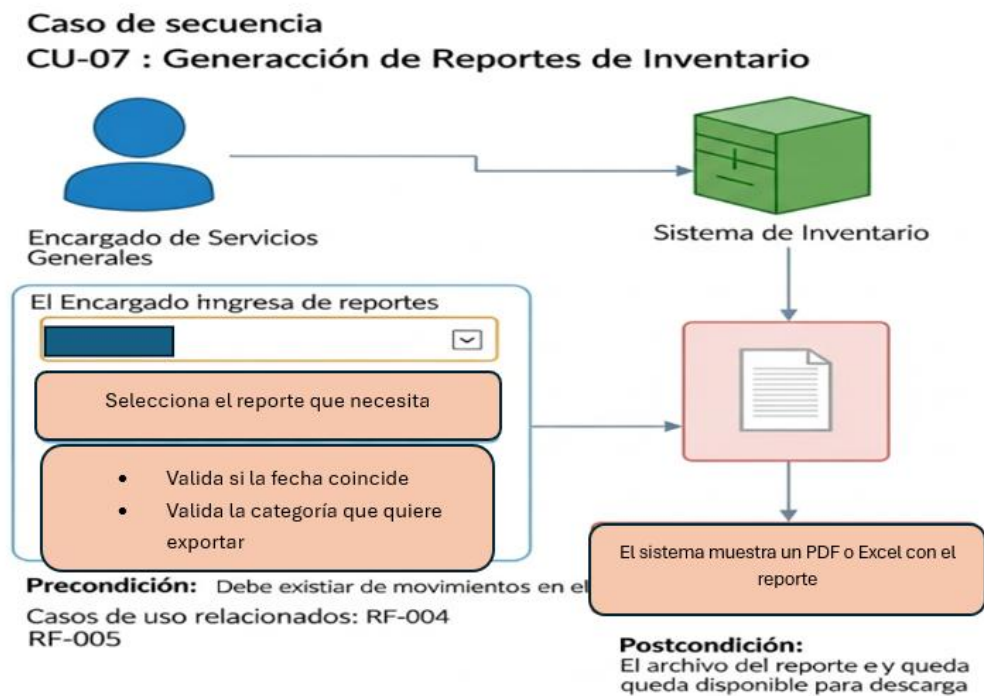 Caso de secuencia
CU-07 : Generacción de Reportes de Inventario
Encargado de Servicios
Generales
Sistema de Inventario
El Encargado ingresa de reportes
Selecciona el reporte que necesita
• Valida si la fecha coincide
• Valida la categoría que quiere
exportar
El sistema muestra un PDF o Excel con el
reporte
Precondición: Debe existiar de movimientos en el
Casos de uso relacionados: RF-004
RF-005
Postcondición:
El archivo del reporte e y queda
queda disponible para descarga